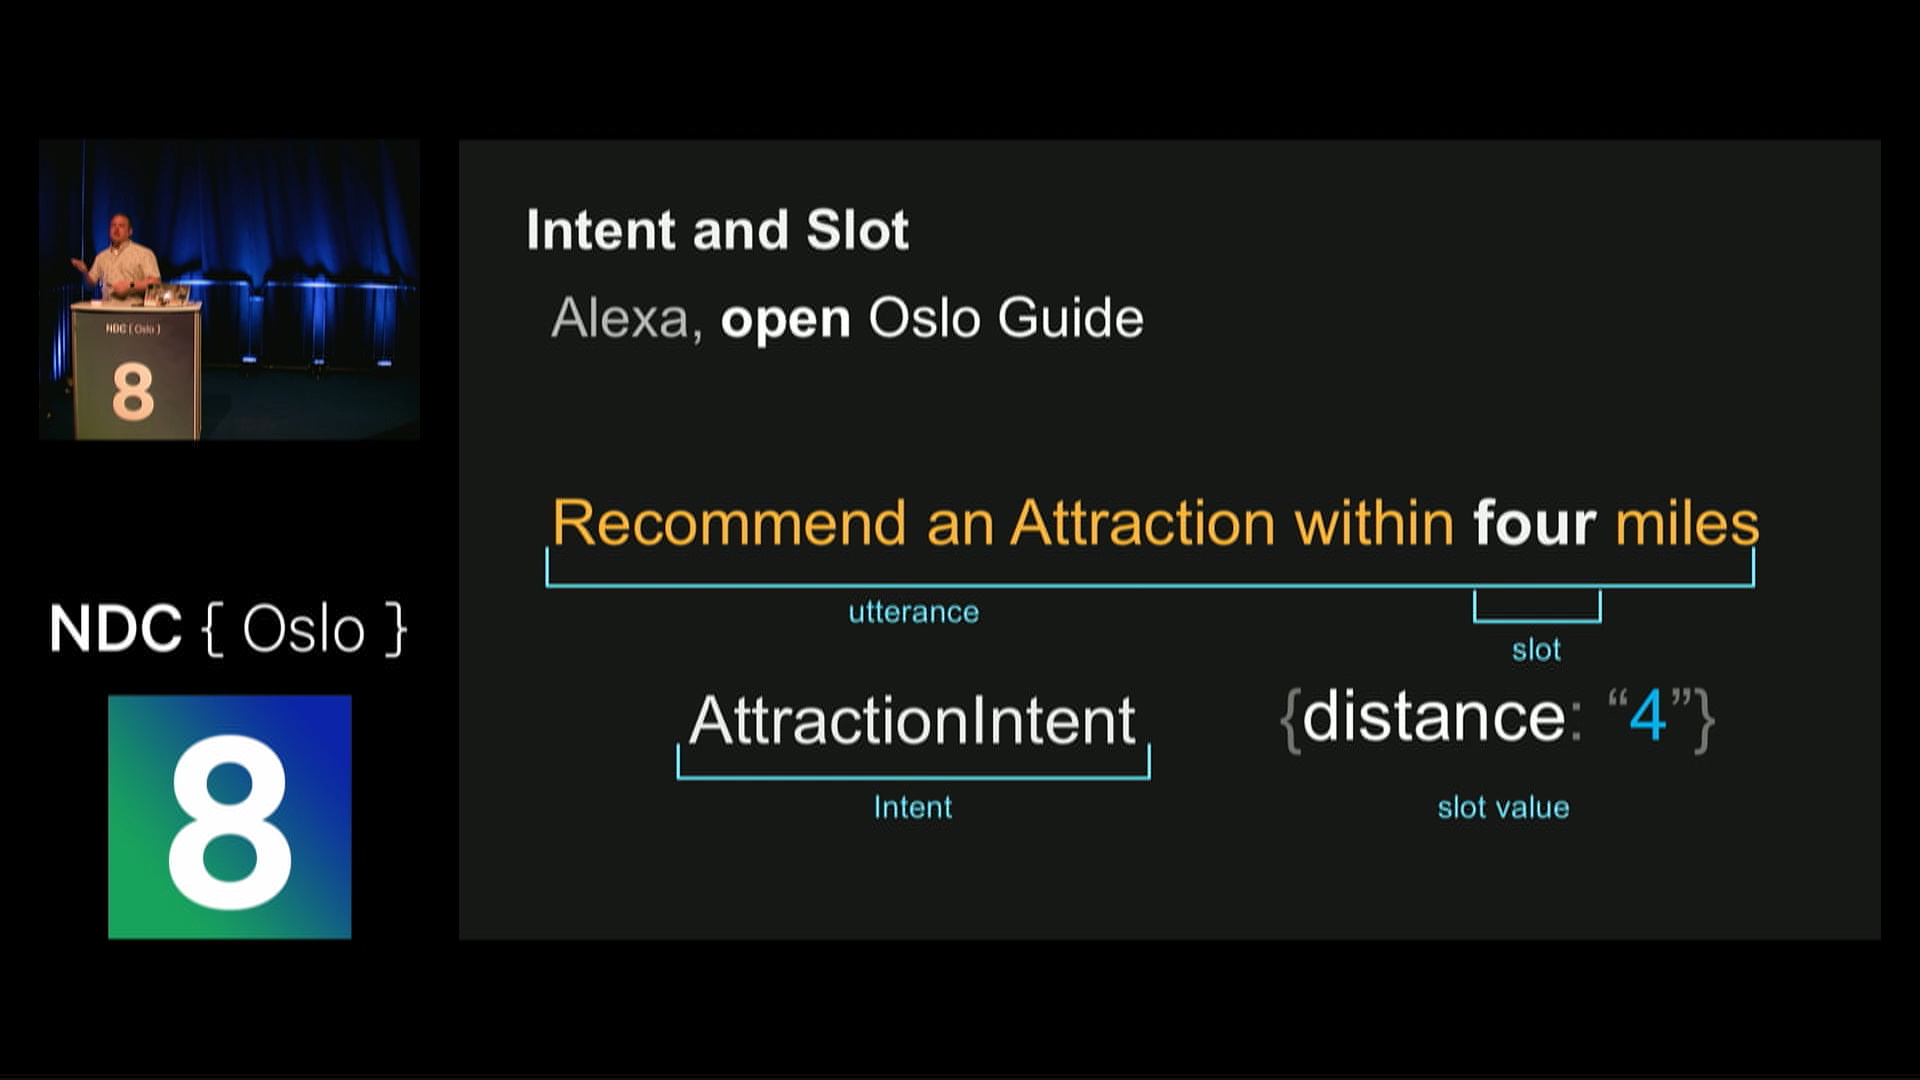 NDC { Oslo }
8
NDC { Oslo }
8
Intent and Slot
Alexa, open Oslo Guide
Recommend an Attraction within four miles
utterance
slot
AttractionIntent
{distance: “4”}
Intent
slot value